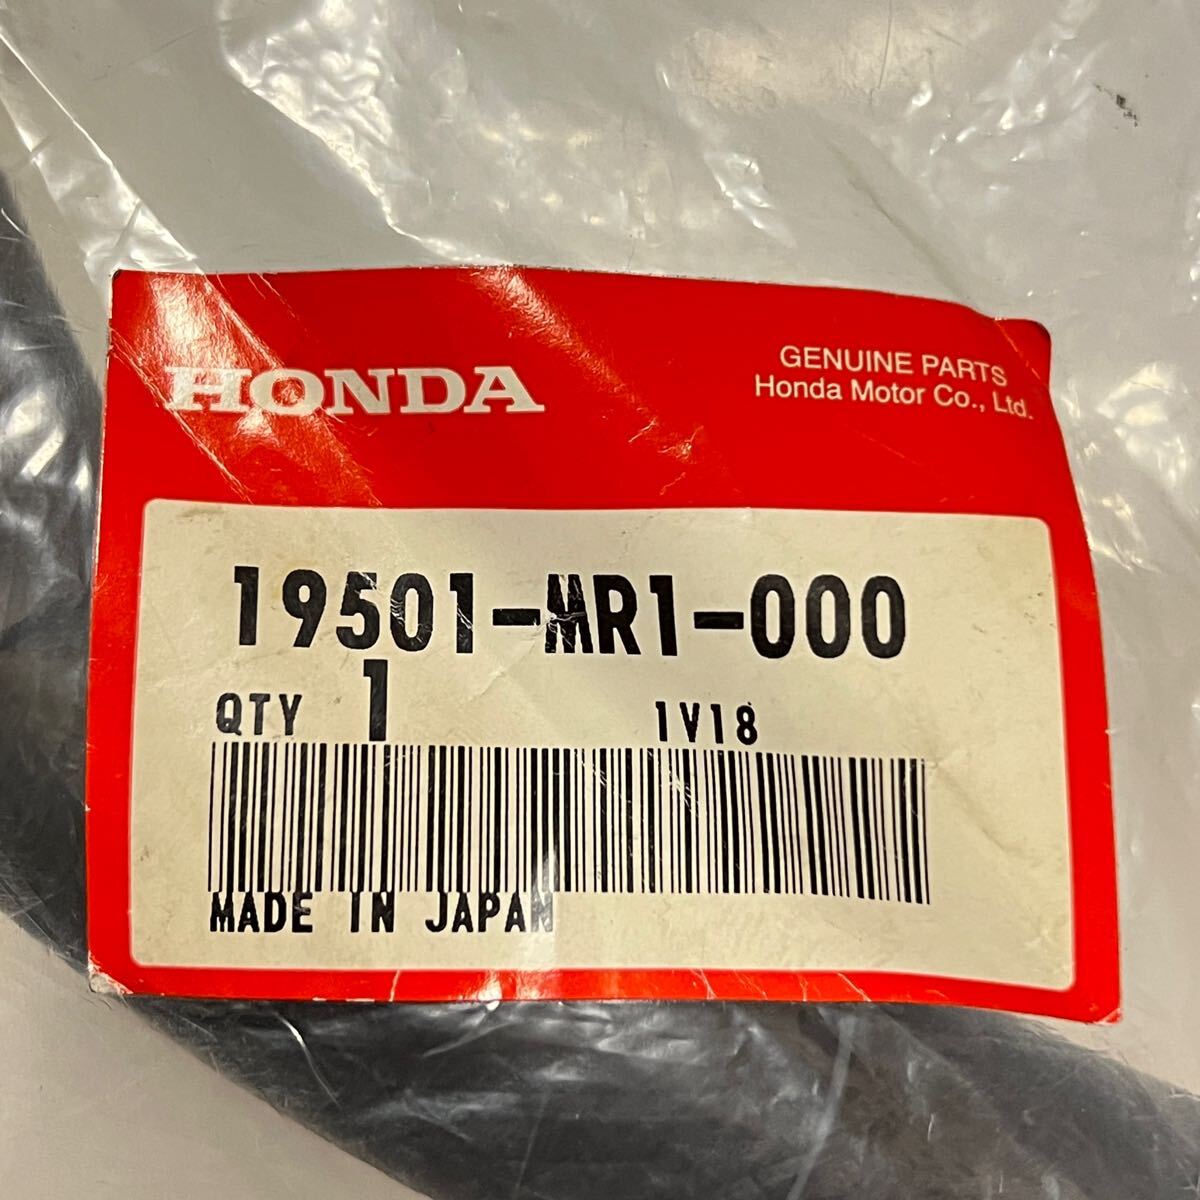 HONDA
GENUINE PARTS
Honda Motor Co., Ltd.
19501-MR1-000
QTY 1 1V18
MADE IN JAPAN